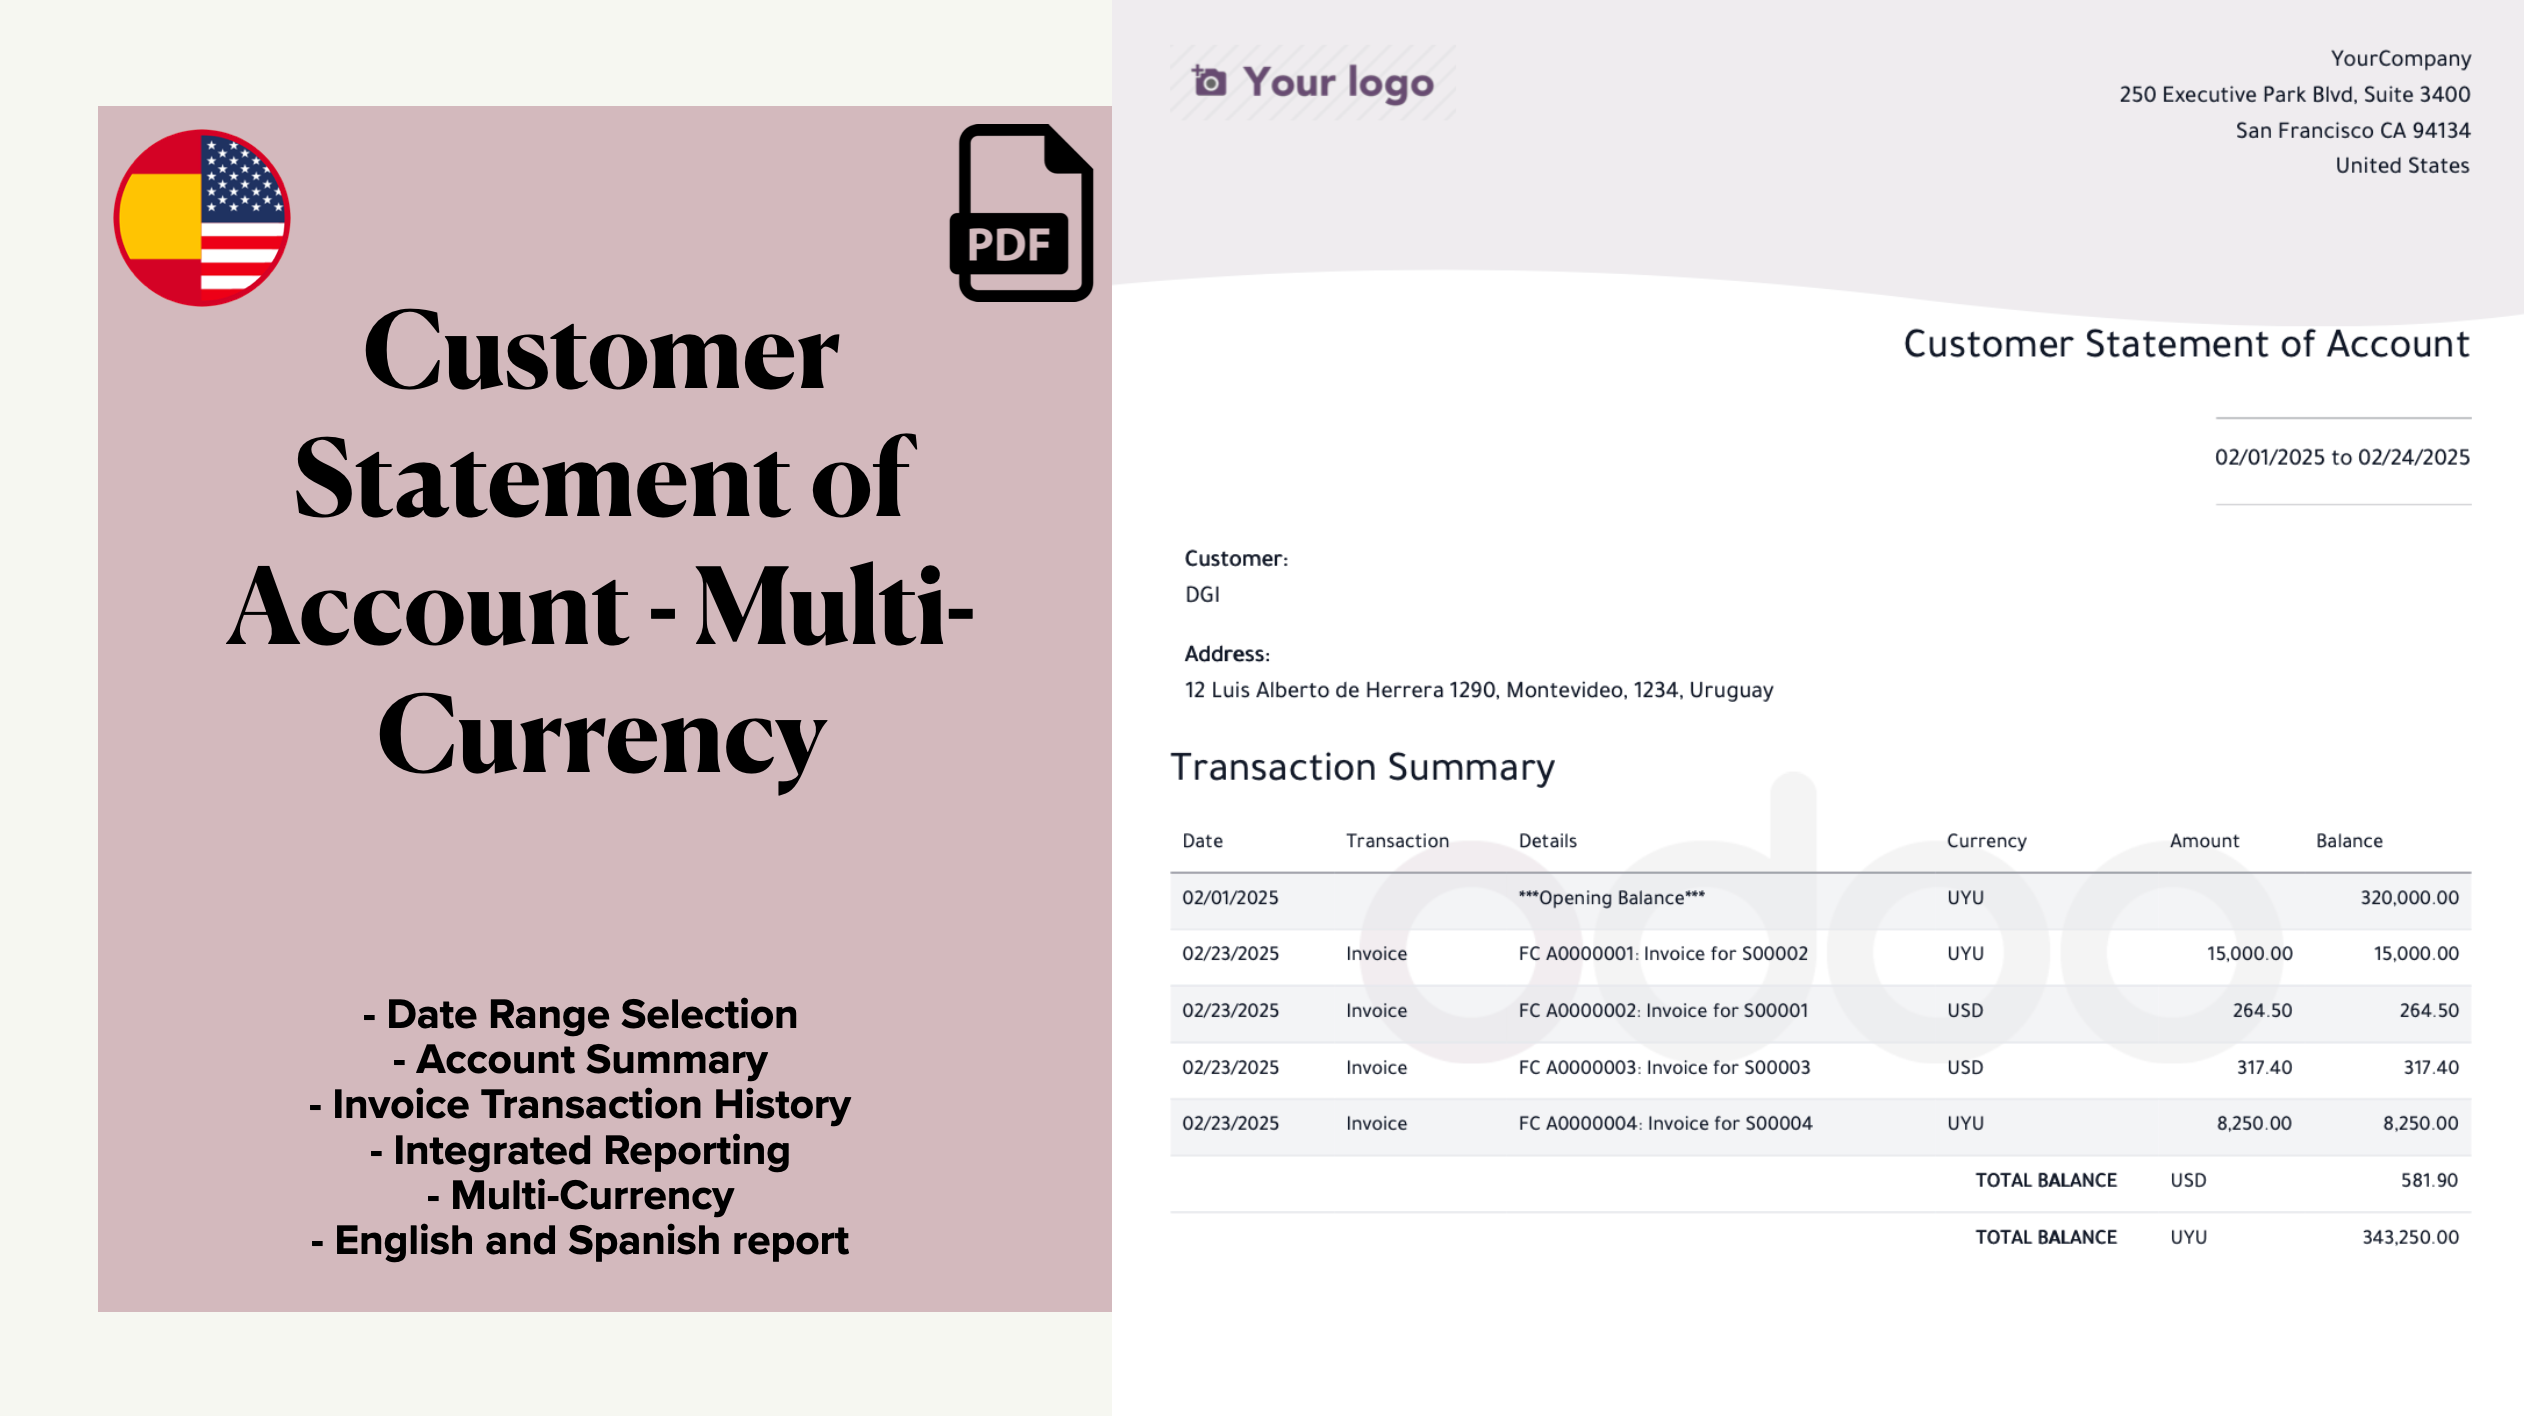 PDF
Customer
Statement of
Account - Multi-
Currency
- Date Range Selection
- Account Summary
- Invoice Transaction History
- Integrated Reporting
- Multi-Currency
- English and Spanish report
Your logo
YourCompany
250 Executive Park Blvd, Suite 3400
San Francisco CA 94134
United States
Customer Statement of Account
02/01/2025 to 02/24/2025
Customer:
DGI
Address:
12 Luis Alberto de Herrera 1290, Montevideo, 1234, Uruguay
Transaction Summary
odoo
Date Transaction Details Currency Amount Balance
02/01/2025 ***Opening Balance*** UYU 320,000.00
02/23/2025 Invoice FC A0000001: Invoice for S00002 UYU 15,000.00 15,000.00
02/23/2025 Invoice FC A0000002: Invoice for S00001 USD 264.50 264.50
02/23/2025 Invoice FC A0000003: Invoice for S00003 USD 317.40 317.40
02/23/2025 Invoice FC A0000004: Invoice for S00004 UYU 8,250.00 8,250.00
TOTAL BALANCE USD 581.90
TOTAL BALANCE UYU 343,250.00